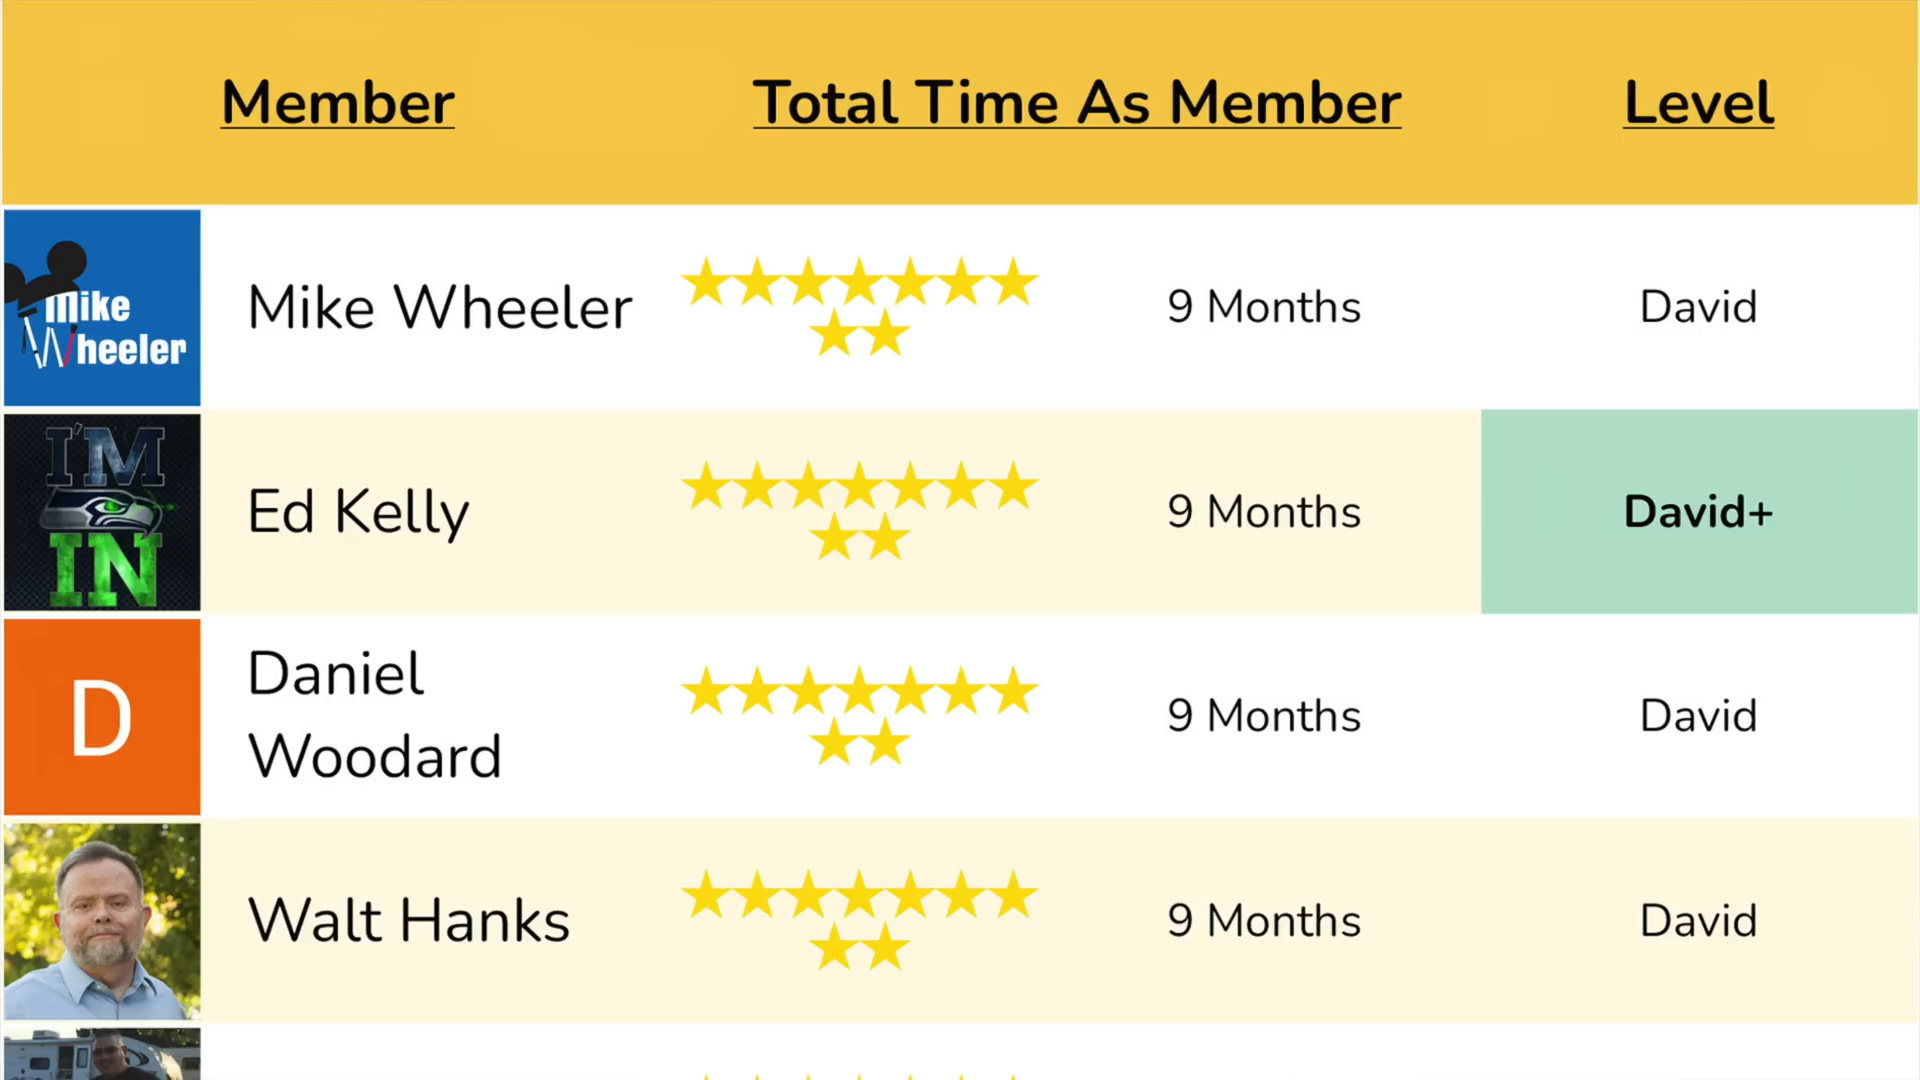 Member Total Time As Member Level
mike
Wheeler
Mike Wheeler 9 Months David
I'M
IN
Ed Kelly 9 Months David+
D
Daniel
Woodard
9 Months David
Walt Hanks 9 Months David